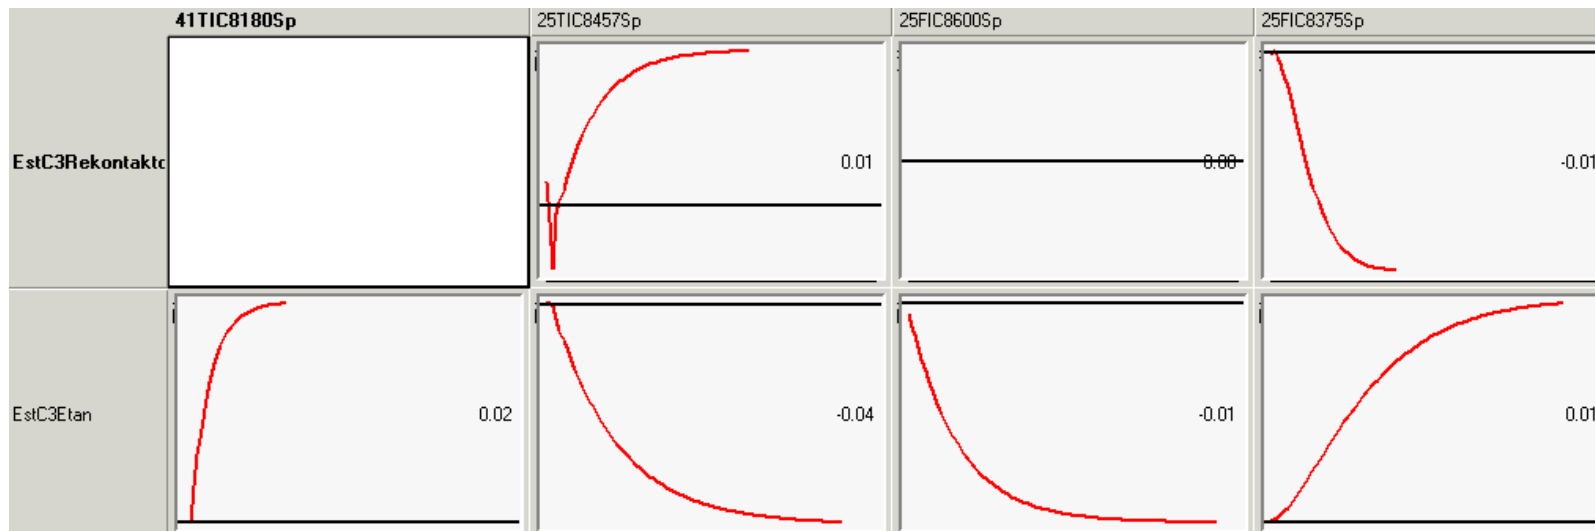 41TIC8180Sp 25TIC8457Sp 25FIC8600Sp 25FIC8375Sp
EstC3Rekontakto 0.01 0.00 -0.01
EstC3Etan 0.02 -0.04 -0.01 0.01